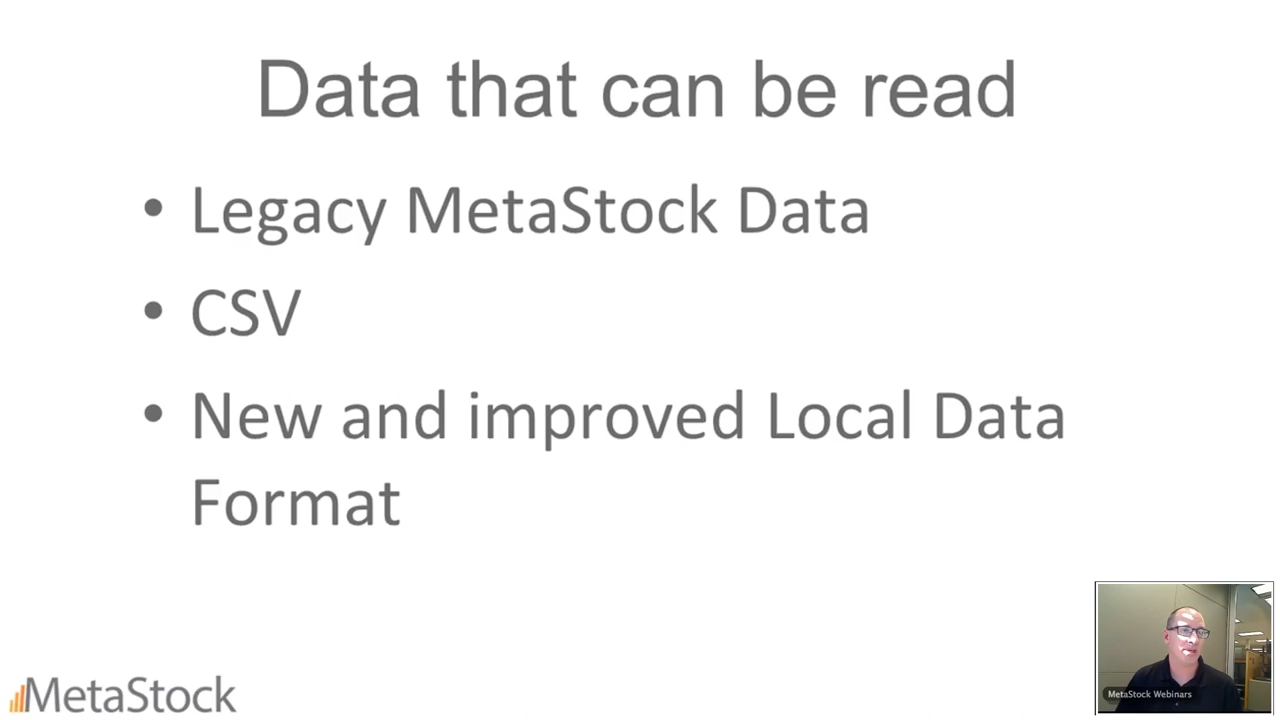 Data that can be read
• Legacy MetaStock Data
• CSV
• New and improved Local Data
Format
MetaStock
MetaStock Webinars